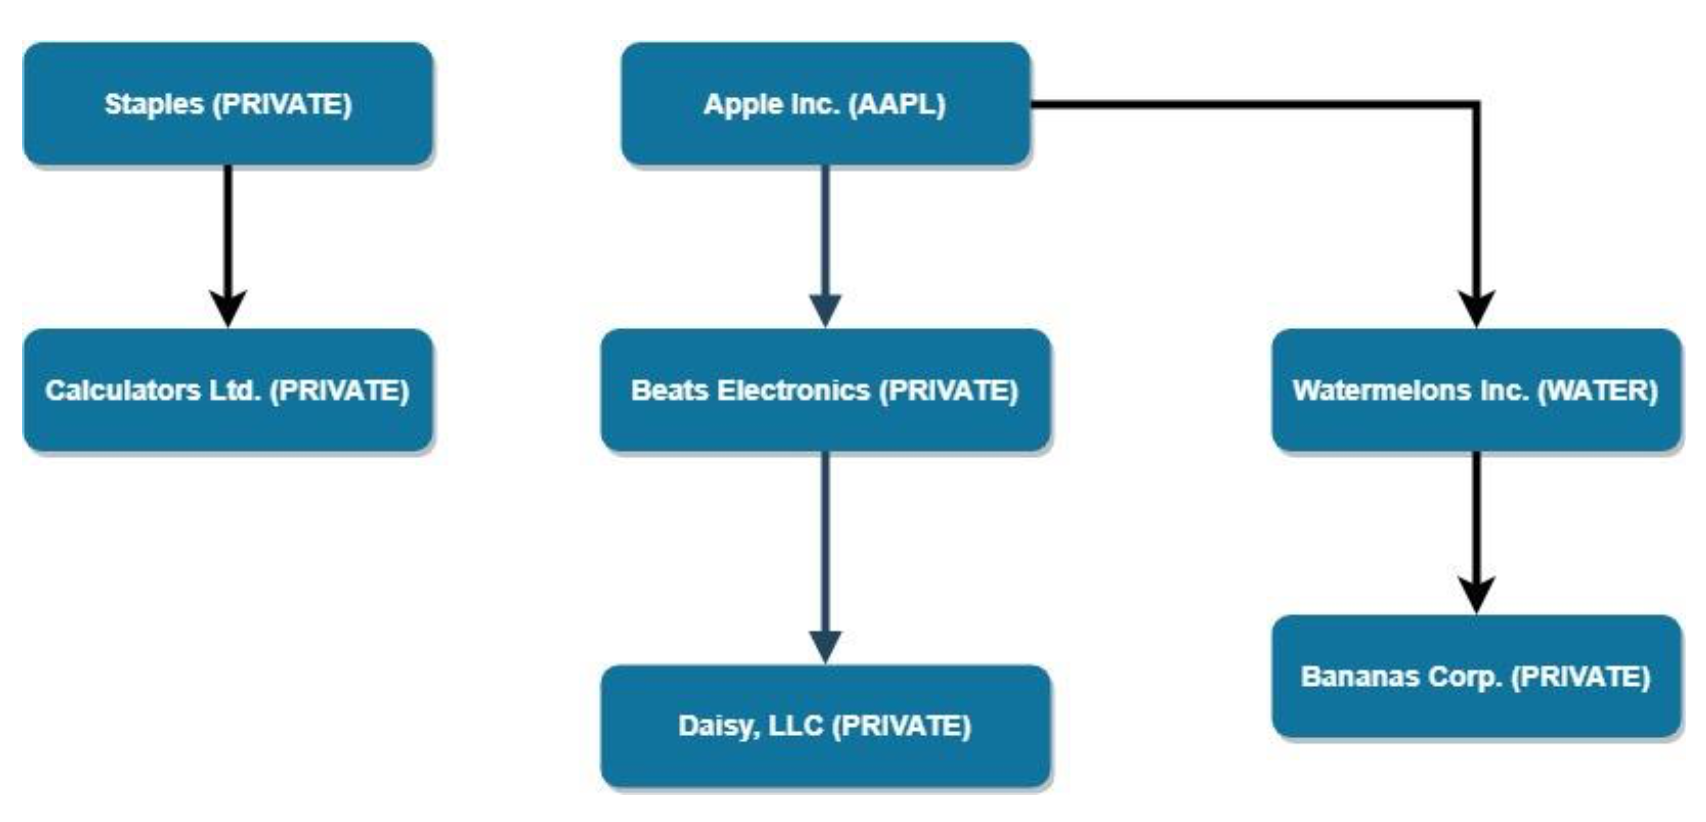 Staples (PRIVATE)
Apple Inc. (AAPL)
Calculators Ltd. (PRIVATE)
Beats Electronics (PRIVATE)
Watermelons Inc. (WATER)
Bananas Corp. (PRIVATE)
Daisy, LLC (PRIVATE)